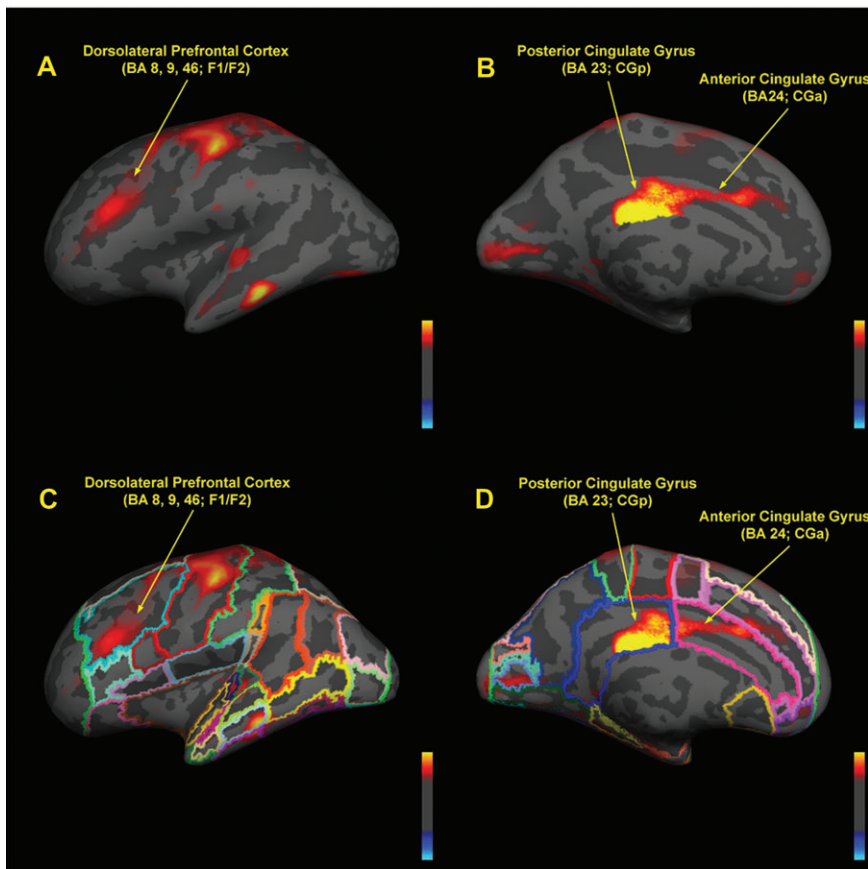 A
Dorsolateral Prefrontal Cortex
(BA 8, 9, 46; F1/F2)
B
Posterior Cingulate Gyrus
(BA 23; CGp)
Anterior Cingulate Gyrus
(BA24; CGa)
C
Dorsolateral Prefrontal Cortex
(BA 8, 9, 46; F1/F2)
D
Posterior Cingulate Gyrus
(BA 23; CGp)
Anterior Cingulate Gyrus
(BA 24; CGa)